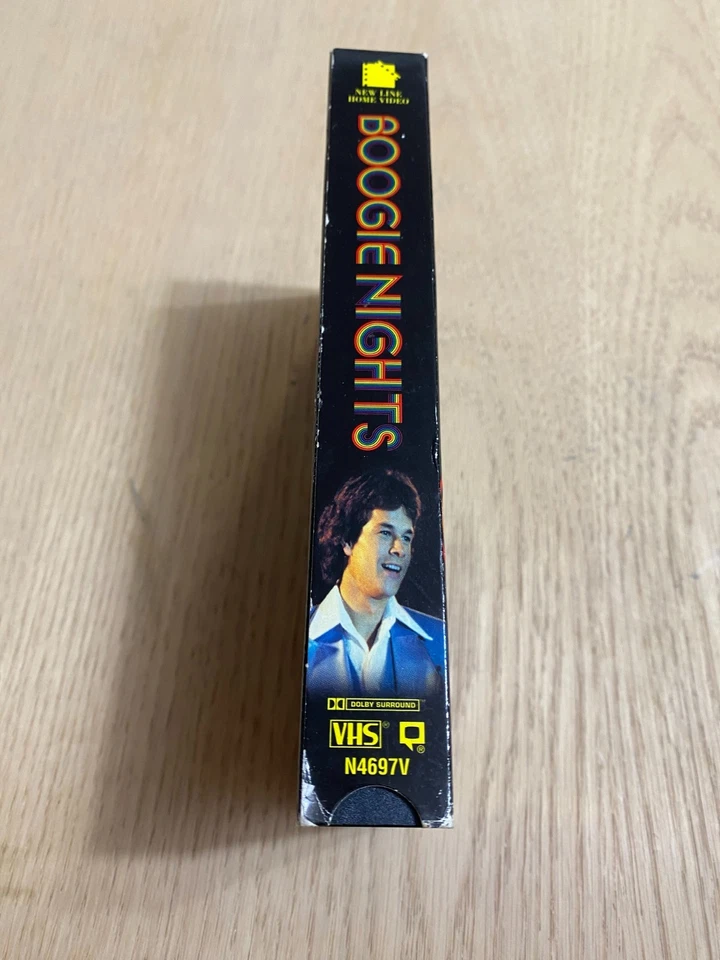 NEW LINE
HOME VIDEO
BOOGIE NIGHTS
DOLBY SURROUND
VHS ®
®
N4697V